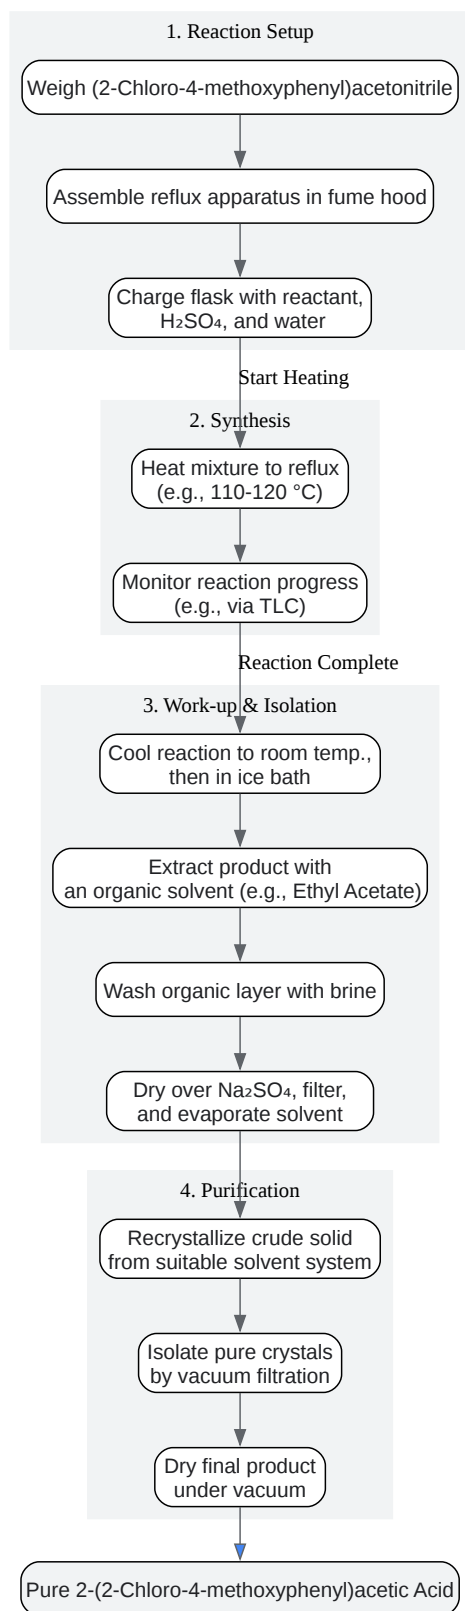 1. Reaction Setup
Weigh (2-Chloro-4-methoxyphenyl)acetonitrile
Assemble reflux apparatus in fume hood
Charge flask with reactant,
H₂SO₄, and water
Start Heating
2. Synthesis
Heat mixture to reflux
(e.g., 110-120 °C)
Monitor reaction progress
(e.g., via TLC)
Reaction Complete
3. Work-up & Isolation
Cool reaction to room temp.,
then in ice bath
Extract product with
an organic solvent (e.g., Ethyl Acetate)
Wash organic layer with brine
Dry over Na₂SO₄, filter,
and evaporate solvent
4. Purification
Recrystallize crude solid
from suitable solvent system
Isolate pure crystals
by vacuum filtration
Dry final product
under vacuum
Pure 2-(2-Chloro-4-methoxyphenyl)acetic Acid